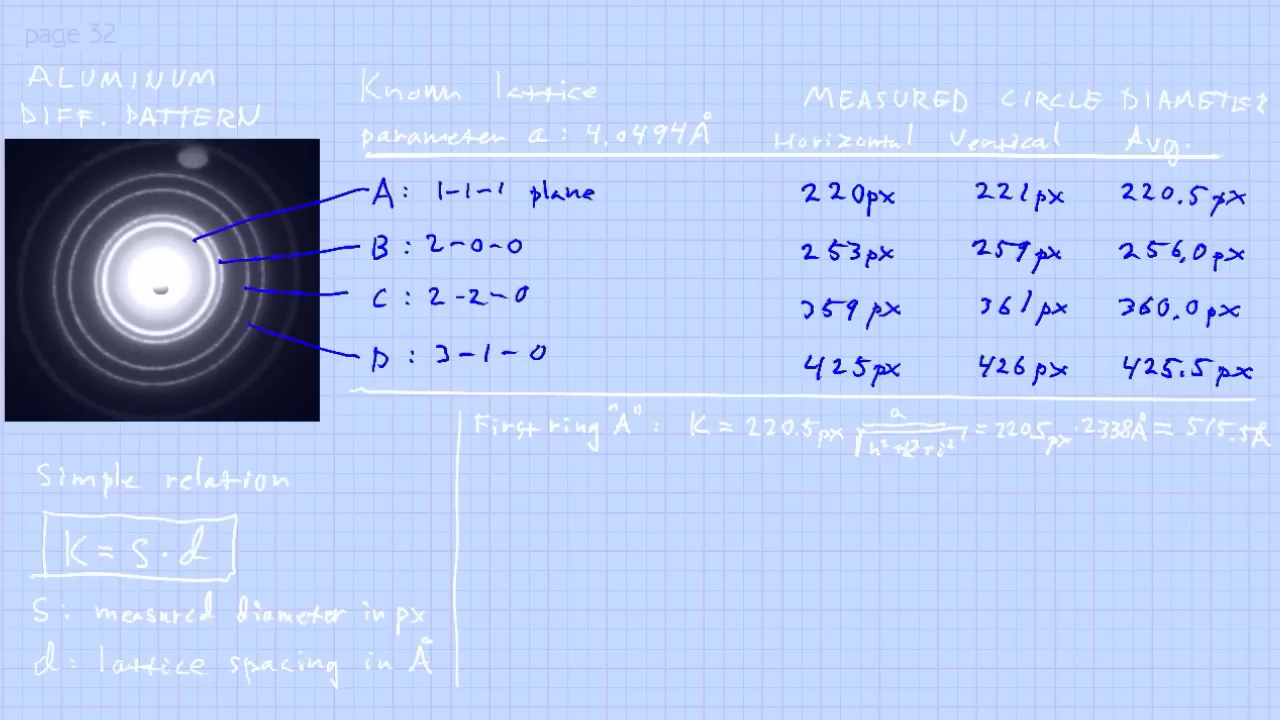 page 32
ALUMINUM
DIFF. PATTERN
Known lattice
parameter a: 4.0494Å
MEASURED CIRCLE DIAMETER
Horizontal Vertical Avg.
A: 1-1-1 plane 220px 221px 220.5px
B: 2-0-0 253px 259px 256.0px
C: 2-2-0 359px 361px 360.0px
D: 3-1-0 425px 426px 425.5px
First ring "A": K = 220.5px a/√h²+k²+l² = 220.5px · 2.338Å = 515.5Å
Simple relation
K = S · d
S: measured diameter in px
d: lattice spacing in Å